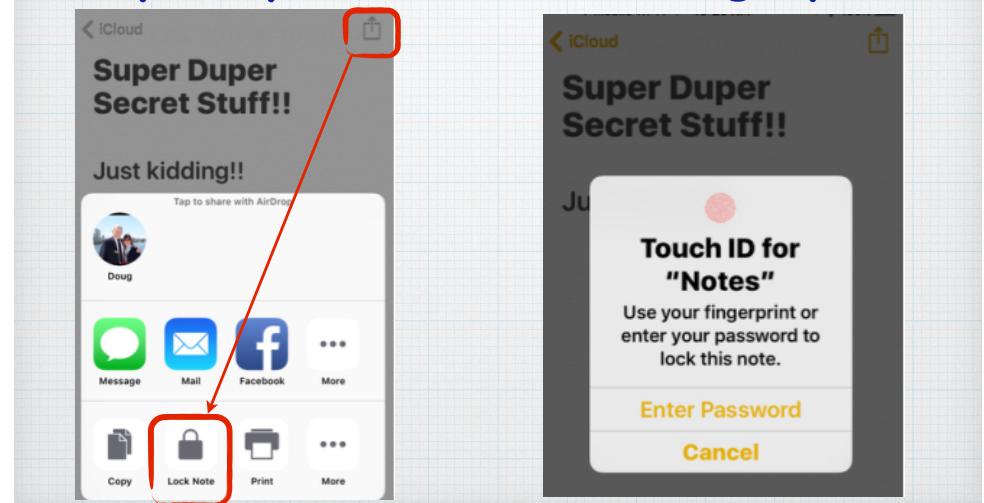 iCloud
Super Duper
Secret Stuff!!
Just kidding!!
Tap to share with AirDrop
Doug
Message Mail Facebook More
Copy Lock Note Print More
iCloud
Super Duper
Secret Stuff!!
Ju
Touch ID for
"Notes"
Use your fingerprint or
enter your password to
lock this note.
Enter Password
Cancel